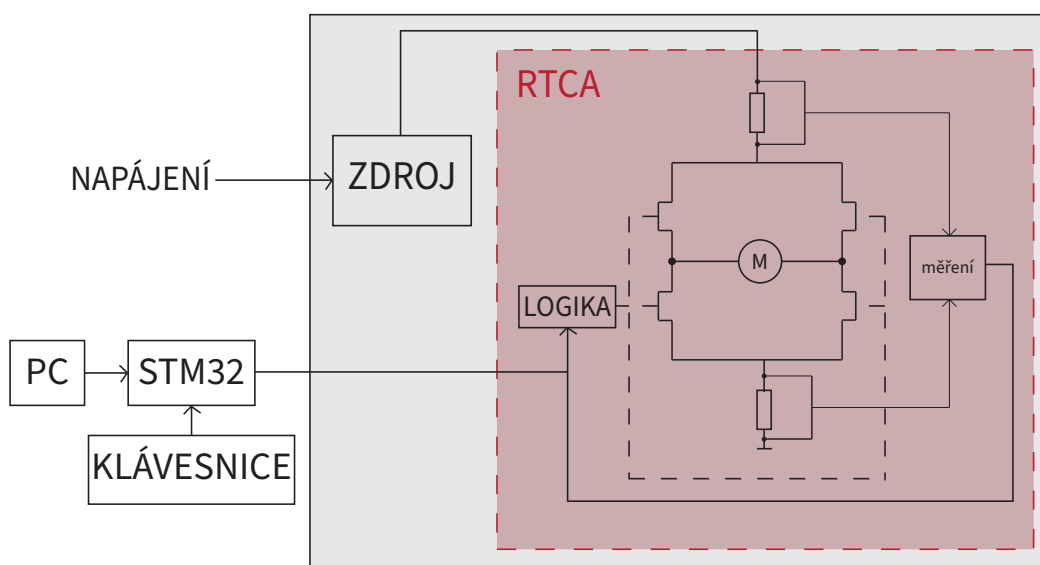 RTCA
NAPÁJENÍ
ZDROJ
M
měření
LOGIKA
PC
STM32
KLÁVESNICE